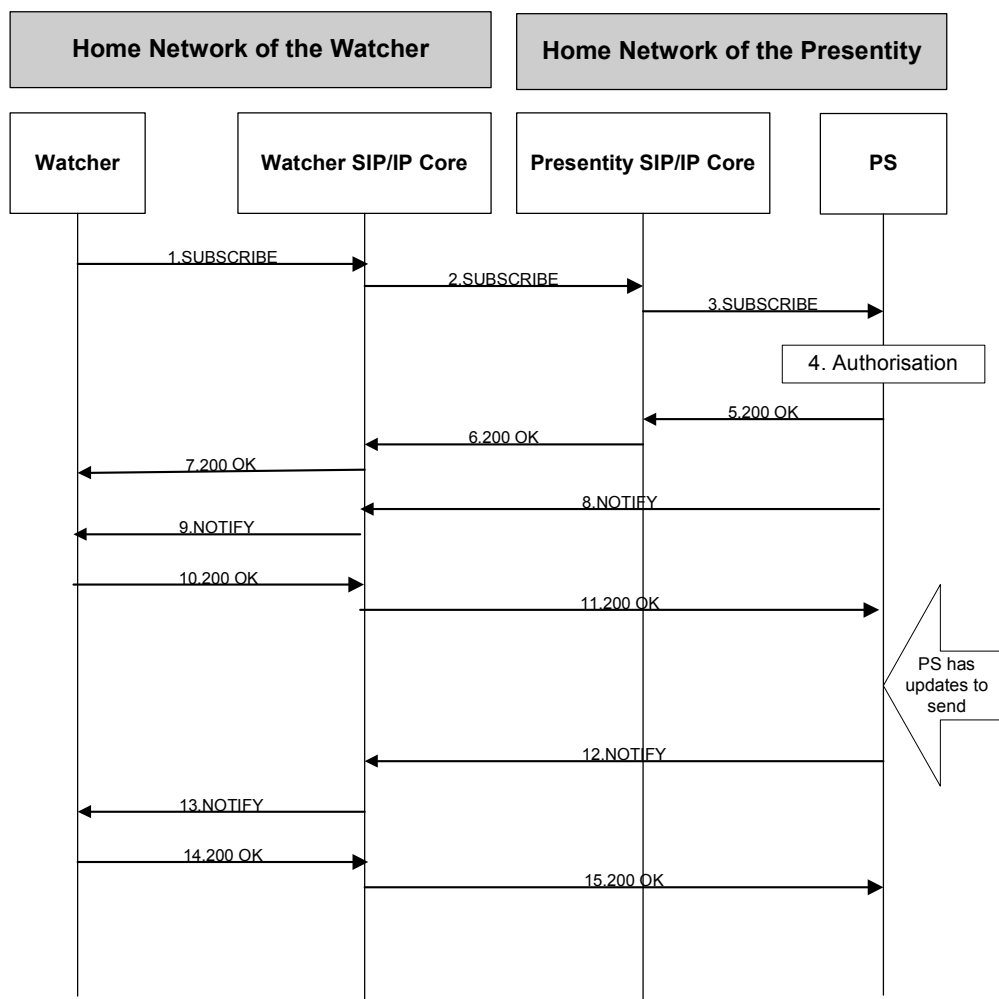 Home Network of the Watcher
Home Network of the Presentity
Watcher
Watcher SIP/IP Core
Presentity SIP/IP Core
PS
1.SUBSCRIBE
2.SUBSCRIBE
3.SUBSCRIBE
4. Authorisation
5.200 OK
6.200 OK
7.200 OK
8.NOTIFY
9.NOTIFY
10.200 OK
11.200 OK
PS has
updates to
send
12.NOTIFY
13.NOTIFY
14.200 OK
15.200 OK